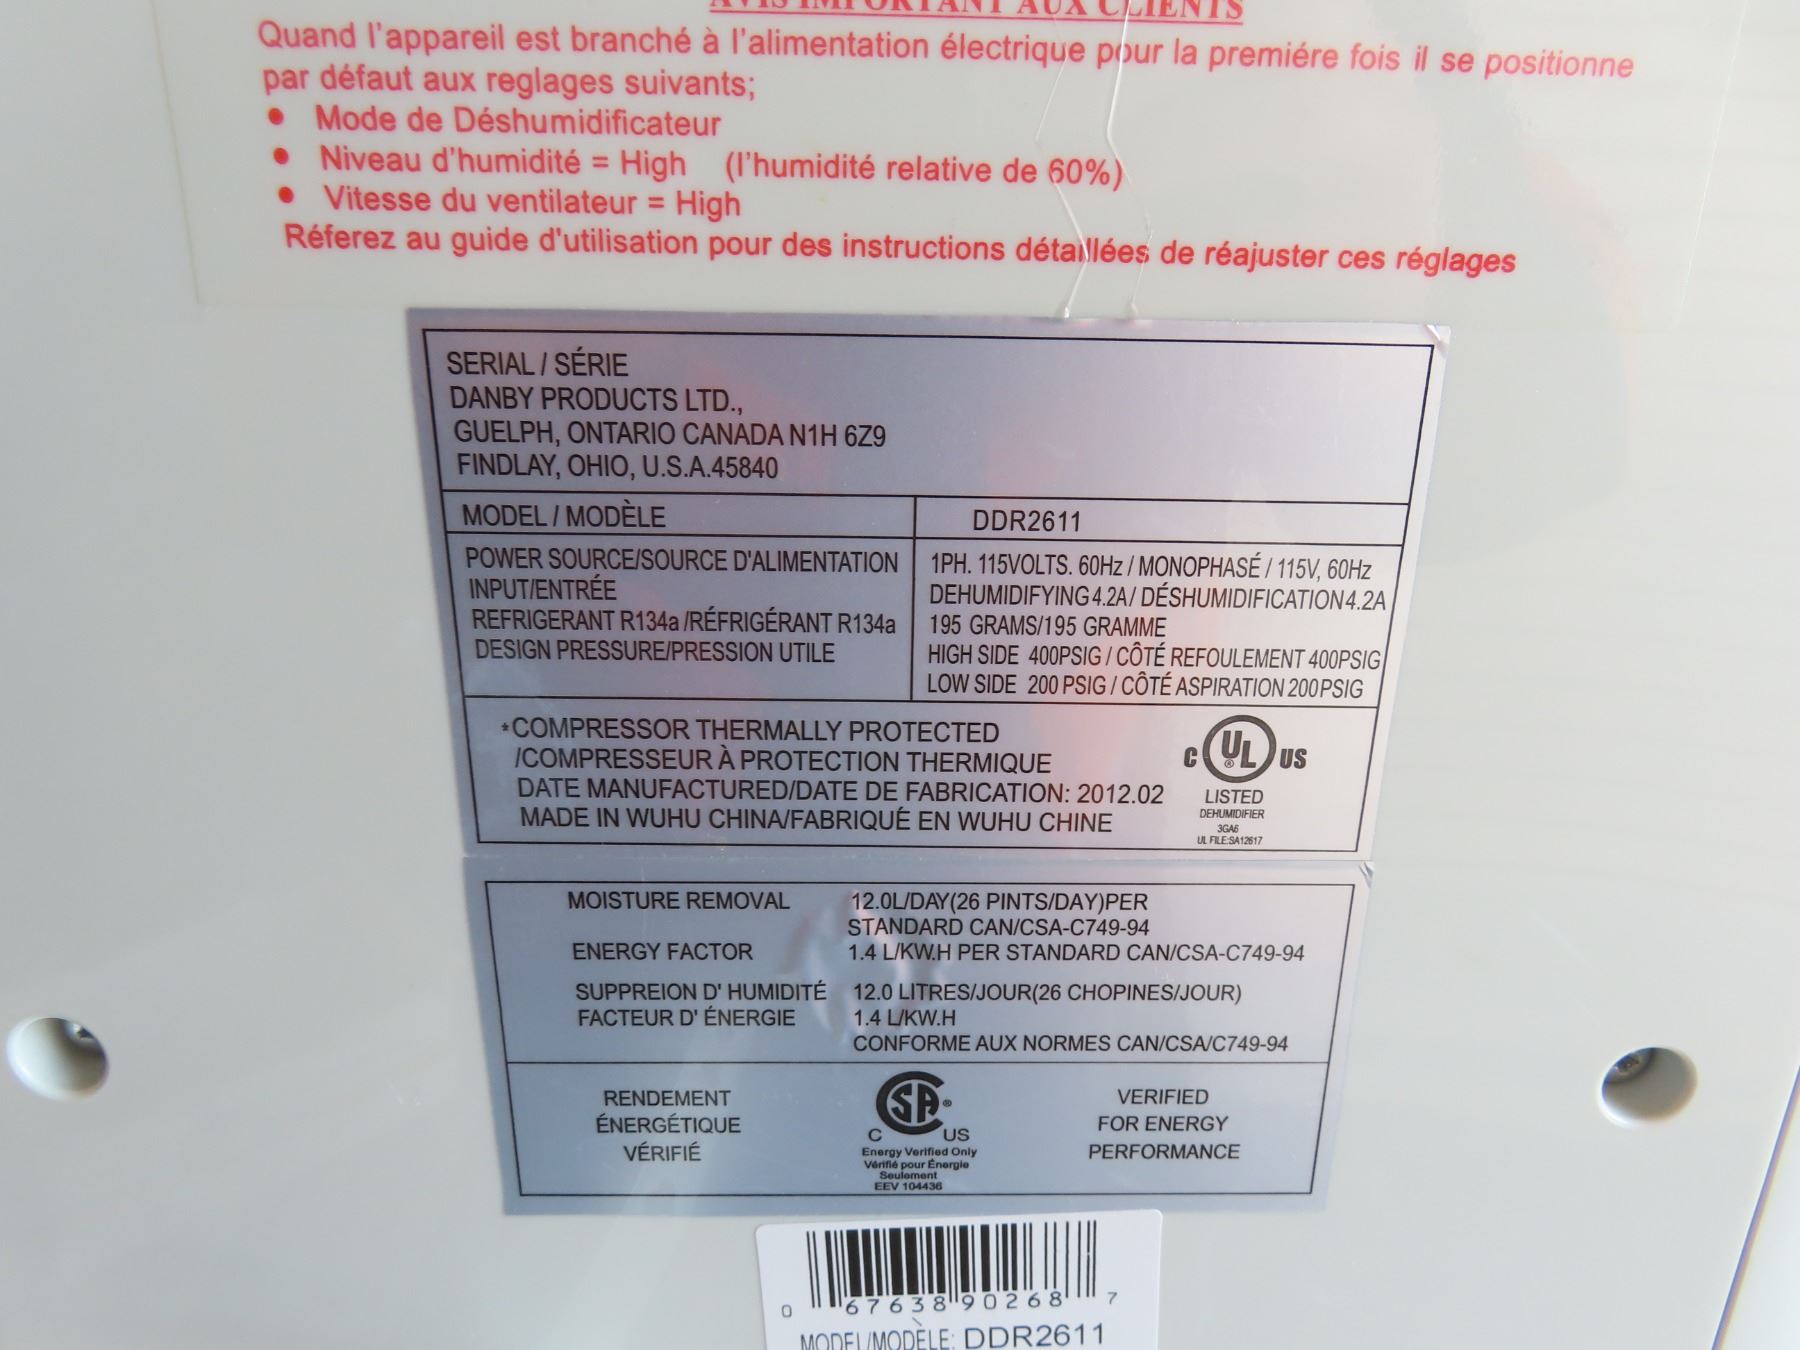 AVIS IMPORTANT AUX CLIENTS
Quand l'appareil est branché à l'alimentation électrique pour la premiére fois il se positionne
par défaut aux reglages suivants;
• Mode de Déshumidificateur
• Niveau d'humidité = High (l'humidité relative de 60%)
• Vitesse du ventilateur = High
Réferez au guide d'utilisation pour des instructions détaillées de réajuster ces réglages
SERIAL / SÉRIE
DANBY PRODUCTS LTD.,
GUELPH, ONTARIO CANADA N1H 6Z9
FINDLAY, OHIO, U.S.A.45840
MODEL / MODÈLE DDR2611
POWER SOURCE/SOURCE D'ALIMENTATION 1PH. 115VOLTS. 60Hz / MONOPHASÉ / 115V, 60Hz
INPUT/ENTRÉE DEHUMIDIFYING 4.2A / DÉSHUMIDIFICATION 4.2A
REFRIGERANT R134a /RÉFRIGÉRANT R134a 195 GRAMS/195 GRAMME
DESIGN PRESSURE/PRESSION UTILE HIGH SIDE 400PSIG / CÔTÉ REFOULEMENT 400PSIG
LOW SIDE 200 PSIG / CÔTÉ ASPIRATION 200PSIG
*COMPRESSOR THERMALLY PROTECTED
/COMPRESSEUR À PROTECTION THERMIQUE
DATE MANUFACTURED/DATE DE FABRICATION: 2012.02
MADE IN WUHU CHINA/FABRIQUÉ EN WUHU CHINE
C UL ® US
LISTED
DEHUMIDIFIER
3GA6
UL FILE:SA12617
MOISTURE REMOVAL 12.0L/DAY(26 PINTS/DAY)PER
STANDARD CAN/CSA-C749-94
ENERGY FACTOR 1.4 L/KW.H PER STANDARD CAN/CSA-C749-94
SUPPREION D' HUMIDITÉ 12.0 LITRES/JOUR(26 CHOPINES/JOUR)
FACTEUR D' ÉNERGIE 1.4 L/KW.H
CONFORME AUX NORMES CAN/CSA/C749-94
RENDEMENT
ÉNERGÉTIQUE
VÉRIFIÉ
CSA ®
C US
Energy Verified Only
Vérifié pour Énergie
Seulement
EEV 104436
VERIFIED
FOR ENERGY
PERFORMANCE
0 67638 90268 7
MODEL/MODÈLE: DDR2611